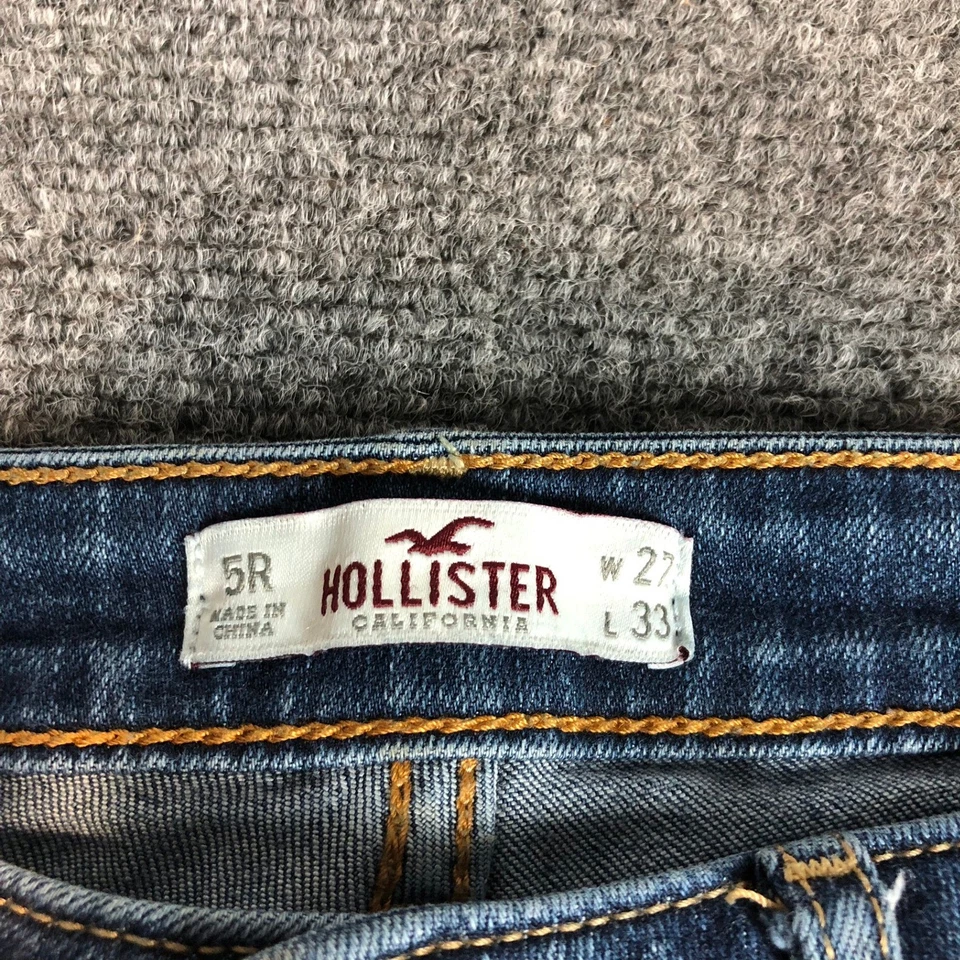 5R
MADE IN
CHINA
HOLLISTER
CALIFORNIA
W 27
L 33